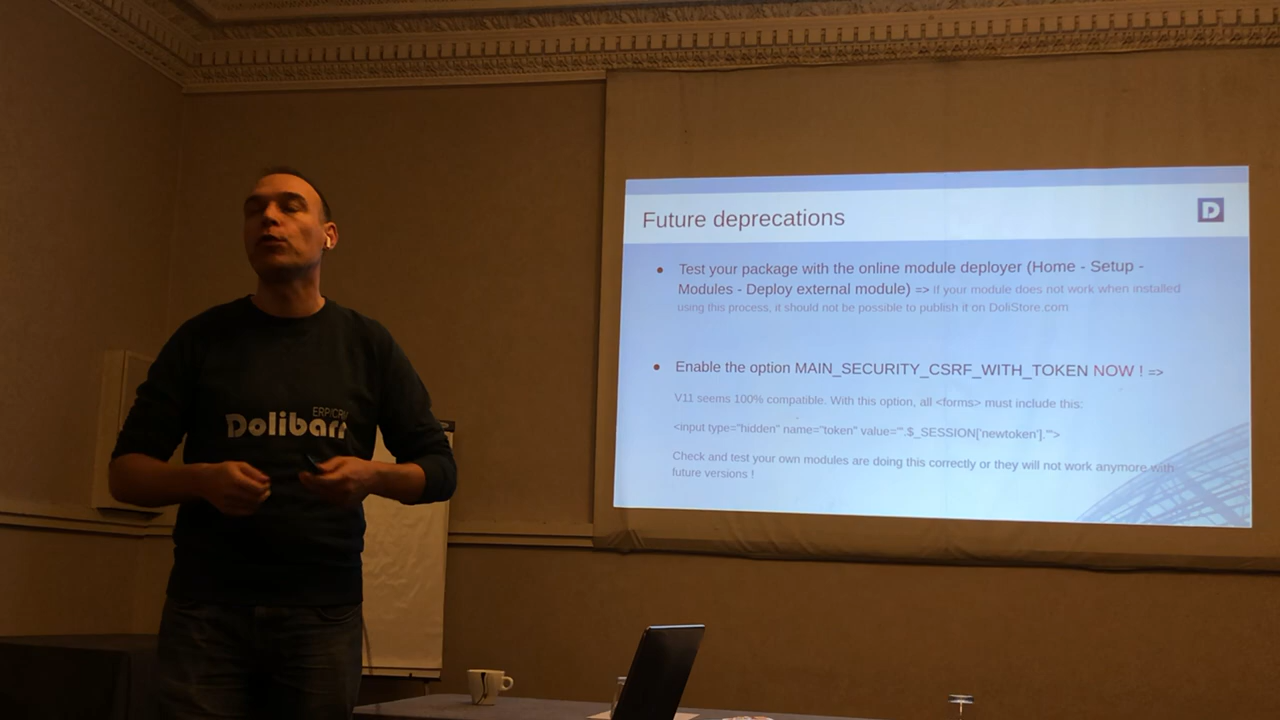 ERP/CRM
Dolibarr
Future deprecations
D
• Test your package with the online module deployer (Home - Setup -
Modules - Deploy external module) => if your module does not work when installed
using this process, it should not be possible to publish it on DoliStore.com
• Enable the option MAIN_SECURITY_CSRF_WITH_TOKEN NOW ! =>
V11 seems 100% compatible. With this option, all <forms> must include this:
<input type="hidden" name="token" value="'.$_SESSION['newtoken'].'">
Check and test your own modules are doing this correctly or they will not work anymore with
future versions !